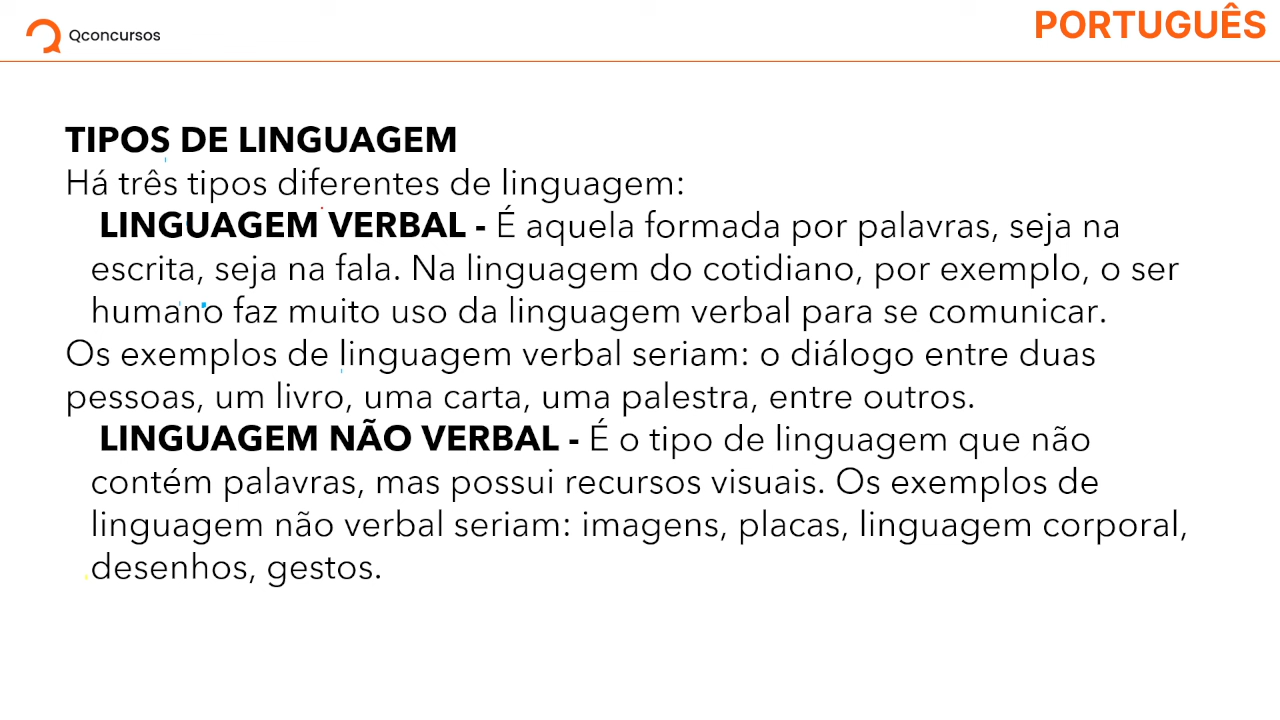 Qconcursos
PORTUGUÊS
TIPOS DE LINGUAGEM
Há três tipos diferentes de linguagem:
LINGUAGEM VERBAL - É aquela formada por palavras, seja na
escrita, seja na fala. Na linguagem do cotidiano, por exemplo, o ser
humano faz muito uso da linguagem verbal para se comunicar.
Os exemplos de linguagem verbal seriam: o diálogo entre duas
pessoas, um livro, uma carta, uma palestra, entre outros.
LINGUAGEM NÃO VERBAL - É o tipo de linguagem que não
contém palavras, mas possui recursos visuais. Os exemplos de
linguagem não verbal seriam: imagens, placas, linguagem corporal,
desenhos, gestos.